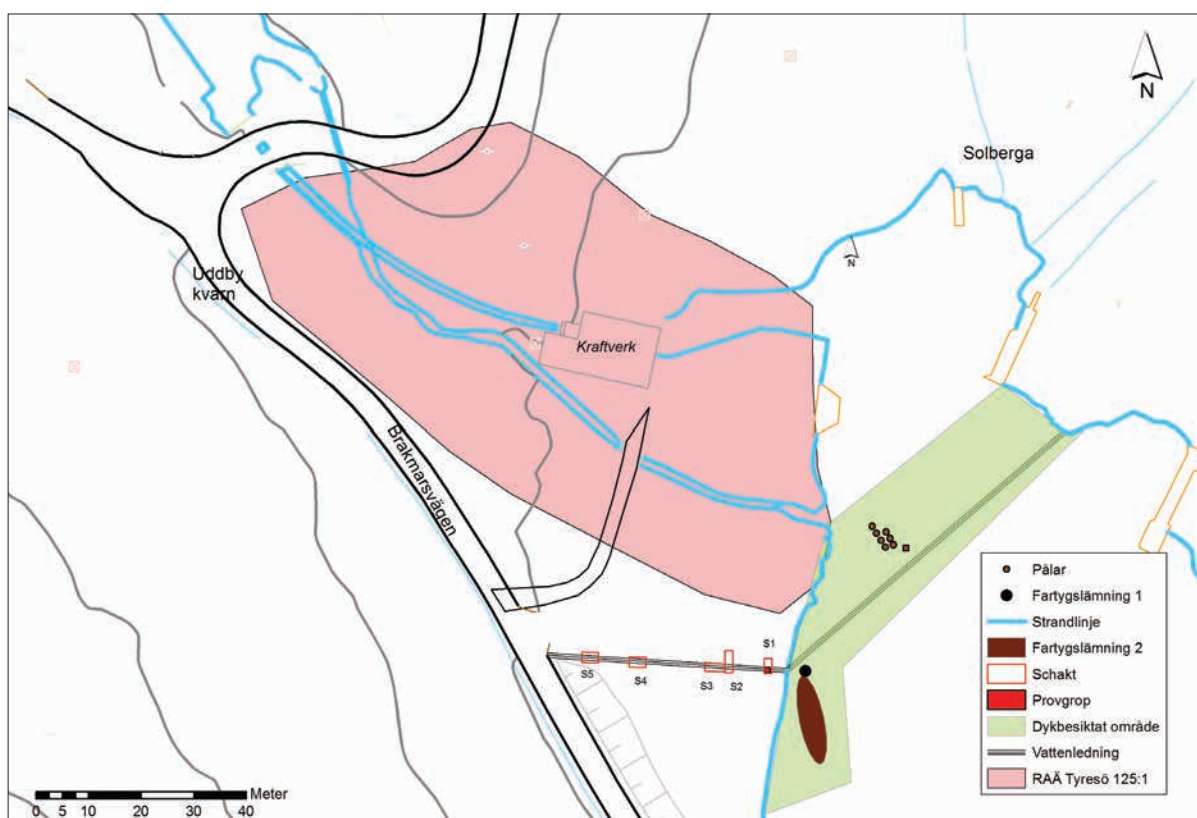 N
Solberga
N
Uddby
kvarn
Kraftverk
Brakmarsvägen
S1
S5
S4
S3
S2
Pålar
Fartygslämning 1
Strandlinje
Fartygslämning 2
Schakt
Provgrop
Dykbesiktat område
Vattenledning
RAÄ Tyresö 125:1
Meter
0 5 10 20 30 40